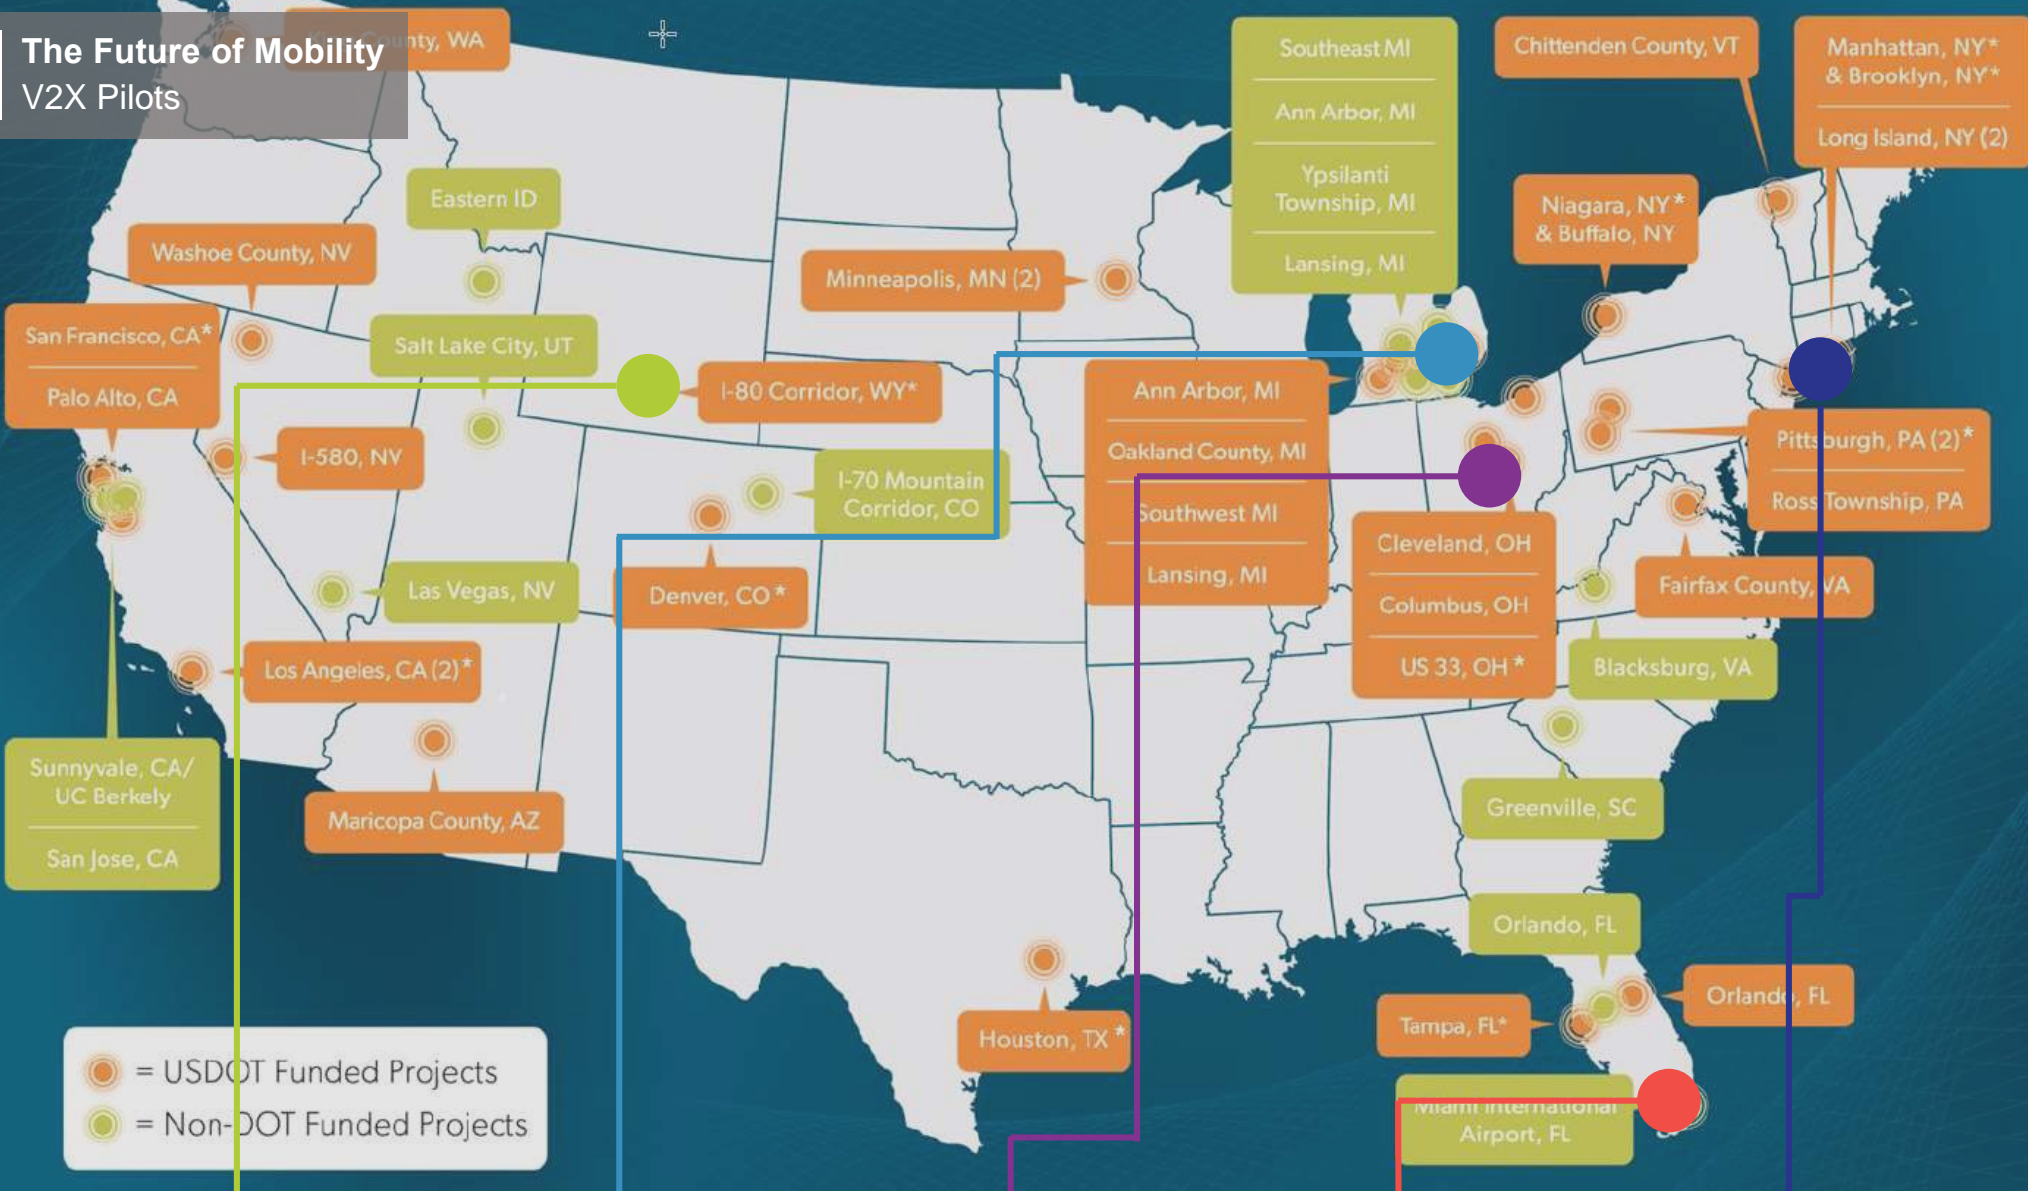 The Future of Mobility
V2X Pilots
King County, WA
Eastern ID
Washoe County, NV
San Francisco, CA*
Palo Alto, CA
Salt Lake City, UT
I-80 Corridor, WY*
I-580, NV
I-70 Mountain
Corridor, CO
Las Vegas, NV
Denver, CO *
Los Angeles, CA (2)*
Sunnyvale, CA/
UC Berkely
San Jose, CA
Maricopa County, AZ
Minneapolis, MN (2)
Southeast MI
Ann Arbor, MI
Ypsilanti
Township, MI
Lansing, MI
Chittenden County, VT
Manhattan, NY*
& Brooklyn, NY*
Long Island, NY (2)
Niagara, NY*
& Buffalo, NY
Ann Arbor, MI
Oakland County, MI
Southwest MI
Lansing, MI
Pittsburgh, PA (2)*
Ross Township, PA
Cleveland, OH
Columbus, OH
US 33, OH *
Fairfax County, VA
Blacksburg, VA
Greenville, SC
Orlando, FL
Orlando, FL
Tampa, FL*
Houston, TX *
Miami International
Airport, FL
= USDOT Funded Projects
= Non-DOT Funded Projects